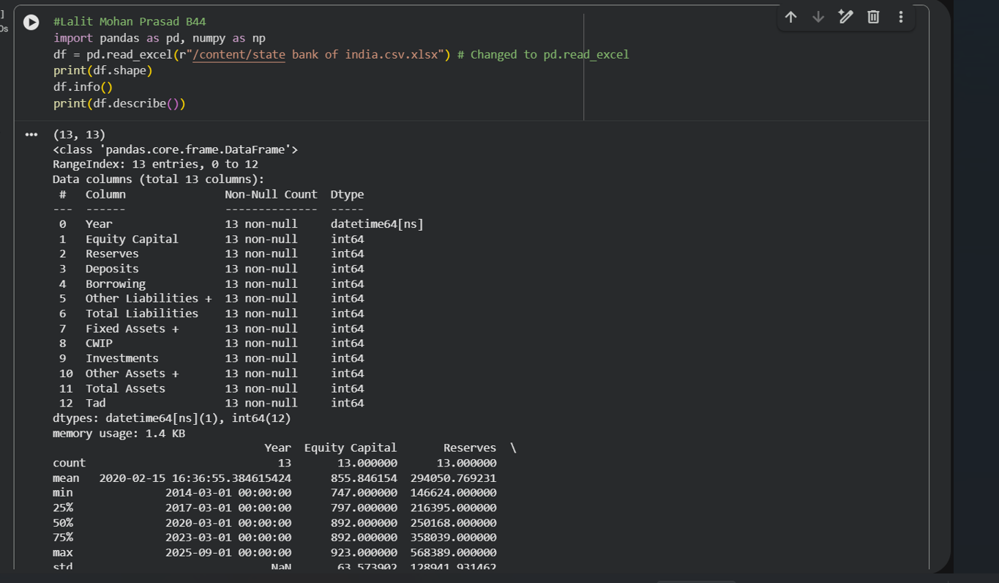 ]
0s
#Lalit Mohan Prasad B44
import pandas as pd, numpy as np
df = pd.read_excel(r"/content/state bank of india.csv.xlsx") # Changed to pd.read_excel
print(df.shape)
df.info()
print(df.describe())
(13, 13)
<class 'pandas.core.frame.DataFrame'>
RangeIndex: 13 entries, 0 to 12
Data columns (total 13 columns):
 #   Column               Non-Null Count  Dtype
---  ------               --------------  -----
 0   Year                 13 non-null     datetime64[ns]
 1   Equity Capital       13 non-null     int64
 2   Reserves             13 non-null     int64
 3   Deposits             13 non-null     int64
 4   Borrowing            13 non-null     int64
 5   Other Liabilities +  13 non-null     int64
 6   Total Liabilities    13 non-null     int64
 7   Fixed Assets +       13 non-null     int64
 8   CWIP                 13 non-null     int64
 9   Investments          13 non-null     int64
 10  Other Assets +       13 non-null     int64
 11  Total Assets         13 non-null     int64
 12  Tad                  13 non-null     int64
dtypes: datetime64[ns](1), int64(12)
memory usage: 1.4 KB
                                Year  Equity Capital       Reserves  \
count                             13       13.000000      13.000000
mean   2020-02-15 16:36:55.384615424      855.846154  294050.769231
min              2014-03-01 00:00:00      747.000000  146624.000000
25%              2017-03-01 00:00:00      797.000000  216395.000000
50%              2020-03-01 00:00:00      892.000000  250168.000000
75%              2023-03-01 00:00:00      892.000000  358039.000000
max              2025-09-01 00:00:00      923.000000  568389.000000
std                              NaN       63.573902  128941.931462